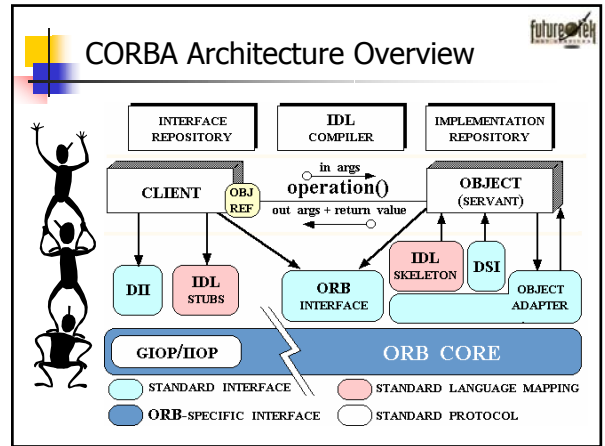 CORBA Architecture Overview
future tek
INTERFACE
REPOSITORY
IDL
COMPILER
IMPLEMENTATION
REPOSITORY
CLIENT
OBJ
REF
in args
operation()
out args + return value
OBJECT
(SERVANT)
DII
IDL
STUBS
ORB
INTERFACE
IDL
SKELETON
DSI
OBJECT
ADAPTER
GIOP/IIOP
ORB CORE
STANDARD INTERFACE
STANDARD LANGUAGE MAPPING
ORB-SPECIFIC INTERFACE
STANDARD PROTOCOL